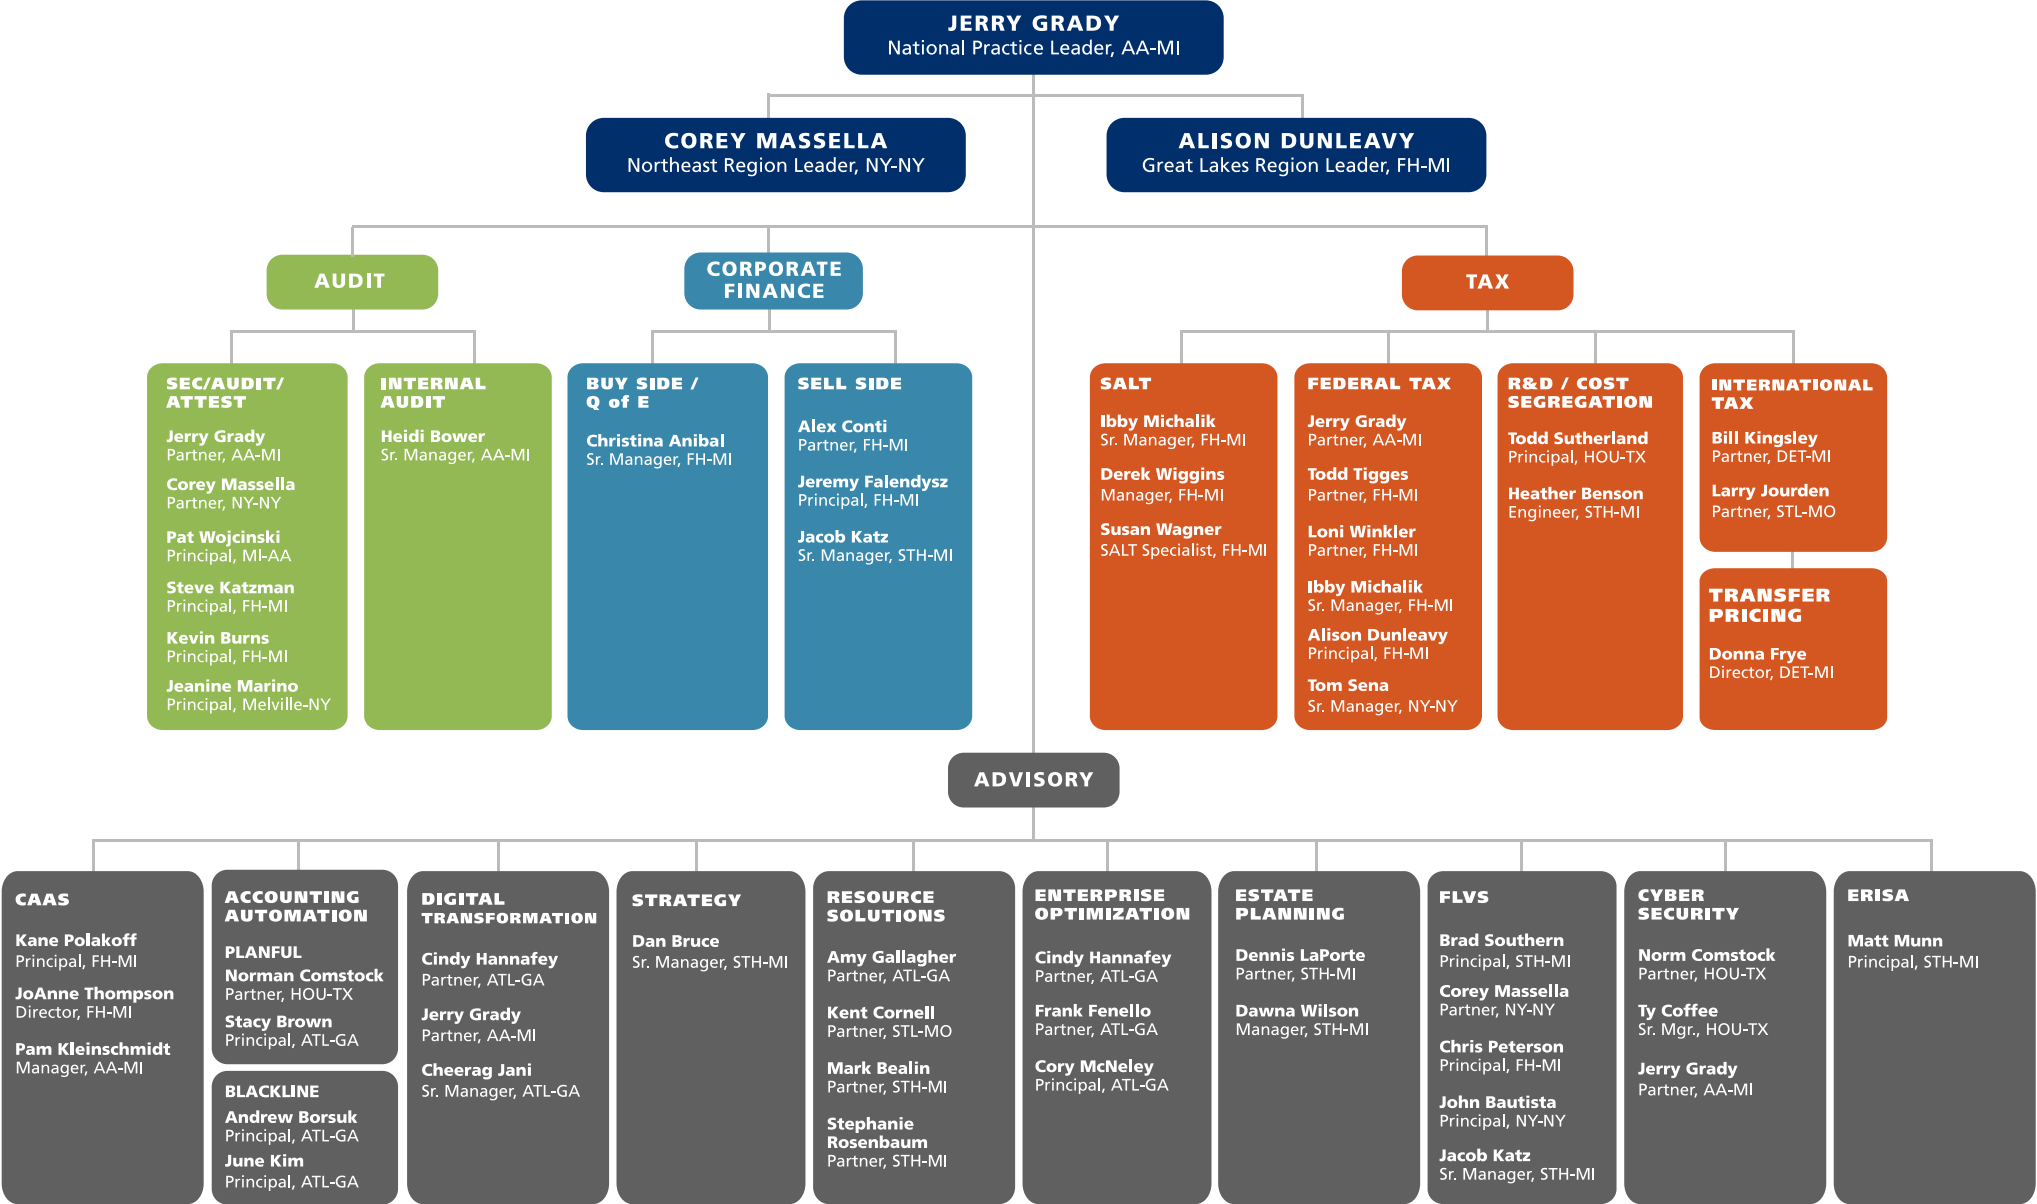 JERRY GRADY
National Practice Leader, AA-MI
COREY MASSELLA
Northeast Region Leader, NY-NY
ALISON DUNLEAVY
Great Lakes Region Leader, FH-MI
AUDIT
CORPORATE
FINANCE
TAX
SEC/AUDIT/
ATTEST
Jerry Grady
Partner, AA-MI
Corey Massella
Partner, NY-NY
Pat Wojcinski
Principal, MI-AA
Steve Katzman
Principal, FH-MI
Kevin Burns
Principal, FH-MI
Jeanine Marino
Principal, Melville-NY
INTERNAL
AUDIT
Heidi Bower
Sr. Manager, AA-MI
BUY SIDE /
Q of E
Christina Anibal
Sr. Manager, FH-MI
SELL SIDE
Alex Conti
Partner, FH-MI
Jeremy Falendysz
Principal, FH-MI
Jacob Katz
Sr. Manager, STH-MI
SALT
Ibby Michalik
Sr. Manager, FH-MI
Derek Wiggins
Manager, FH-MI
Susan Wagner
SALT Specialist, FH-MI
FEDERAL TAX
Jerry Grady
Partner, AA-MI
Todd Tigges
Partner, FH-MI
Loni Winkler
Partner, FH-MI
Ibby Michalik
Sr. Manager, FH-MI
Alison Dunleavy
Principal, FH-MI
Tom Sena
Sr. Manager, NY-NY
R&D / COST
SEGREGATION
Todd Sutherland
Principal, HOU-TX
Heather Benson
Engineer, STH-MI
INTERNATIONAL
TAX
Bill Kingsley
Partner, DET-MI
Larry Jourden
Partner, STL-MO
TRANSFER
PRICING
Donna Frye
Director, DET-MI
ADVISORY
CAAS
Kane Polakoff
Principal, FH-MI
JoAnne Thompson
Director, FH-MI
Pam Kleinschmidt
Manager, AA-MI
ACCOUNTING
AUTOMATION
PLANFUL
Norman Comstock
Partner, HOU-TX
Stacy Brown
Principal, ATL-GA
BLACKLINE
Andrew Borsuk
Principal, ATL-GA
June Kim
Principal, ATL-GA
DIGITAL
TRANSFORMATION
Cindy Hannafey
Partner, ATL-GA
Jerry Grady
Partner, AA-MI
Cheerag Jani
Sr. Manager, ATL-GA
STRATEGY
Dan Bruce
Sr. Manager, STH-MI
RESOURCE
SOLUTIONS
Amy Gallagher
Partner, ATL-GA
Kent Cornell
Partner, STL-MO
Mark Bealin
Partner, STH-MI
Stephanie
Rosenbaum
Partner, STH-MI
ENTERPRISE
OPTIMIZATION
Cindy Hannafey
Partner, ATL-GA
Frank Fenello
Partner, ATL-GA
Cory McNeley
Principal, ATL-GA
ESTATE
PLANNING
Dennis LaPorte
Partner, STH-MI
Dawna Wilson
Manager, STH-MI
FLVS
Brad Southern
Principal, STH-MI
Corey Massella
Partner, NY-NY
Chris Peterson
Principal, FH-MI
John Bautista
Principal, NY-NY
Jacob Katz
Sr. Manager, STH-MI
CYBER
SECURITY
Norm Comstock
Partner, HOU-TX
Ty Coffee
Sr. Mgr., HOU-TX
Jerry Grady
Partner, AA-MI
ERISA
Matt Munn
Principal, STH-MI